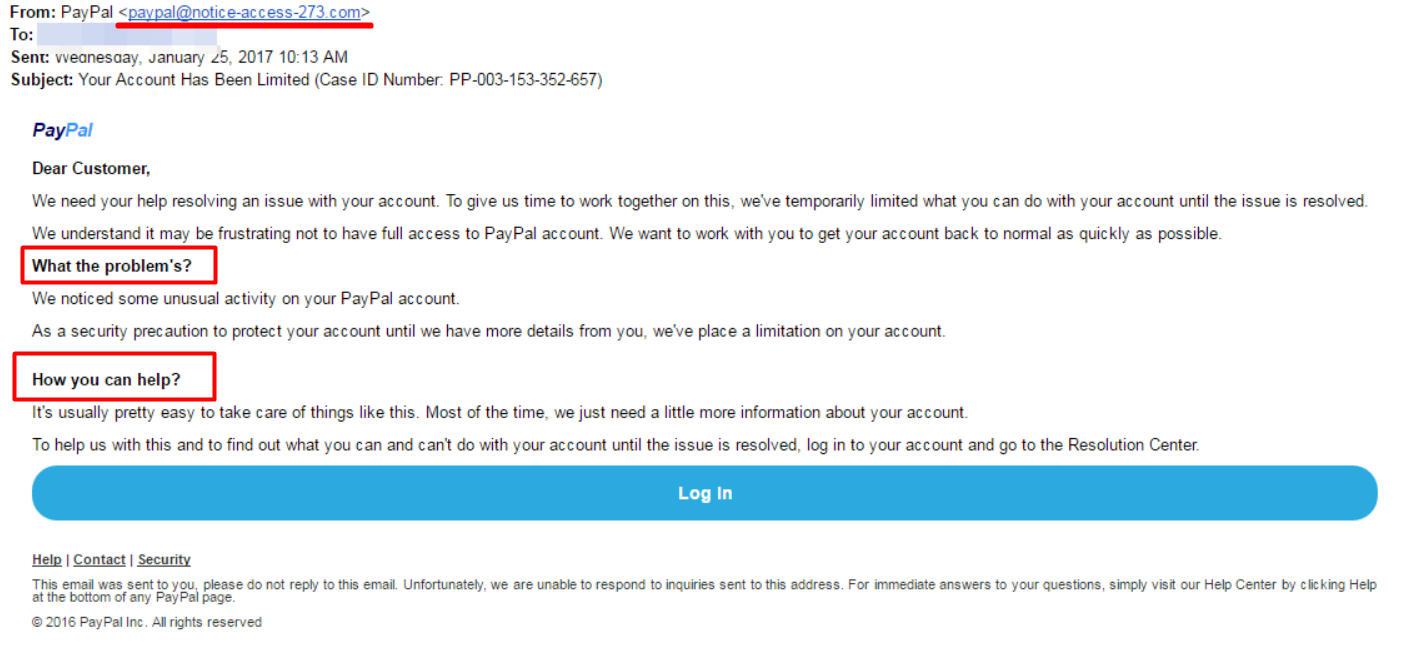 From: PayPal <paypal@notice-access-273.com>
To:
Sent: Wednesday, January 25, 2017 10:13 AM
Subject: Your Account Has Been Limited (Case ID Number: PP-003-153-352-657)
PayPal
Dear Customer,
We need your help resolving an issue with your account. To give us time to work together on this, we've temporarily limited what you can do with your account until the issue is resolved.
We understand it may be frustrating not to have full access to PayPal account. We want to work with you to get your account back to normal as quickly as possible.
What the problem's?
We noticed some unusual activity on your PayPal account.
As a security precaution to protect your account until we have more details from you, we've place a limitation on your account.
How you can help?
It's usually pretty easy to take care of things like this. Most of the time, we just need a little more information about your account.
To help us with this and to find out what you can and can't do with your account until the issue is resolved, log in to your account and go to the Resolution Center.
Log In
Help | Contact | Security
This email was sent to you, please do not reply to this email. Unfortunately, we are unable to respond to inquiries sent to this address. For immediate answers to your questions, simply visit our Help Center by clicking Help
at the bottom of any PayPal page.
© 2016 PayPal Inc. All rights reserved